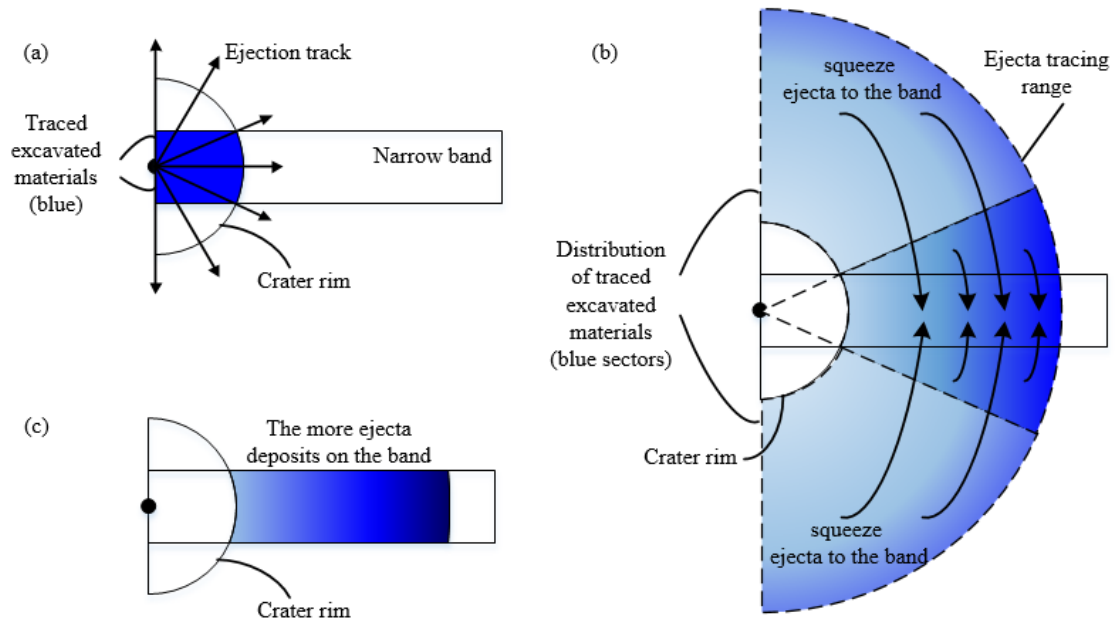 (a)
Ejection track
Traced
excavated
materials
(blue)
Narrow band
Crater rim
(b)
squeeze
ejecta to the band
Ejecta tracing
range
Distribution
of traced
excavated
materials
(blue sectors)
Crater rim
squeeze
ejecta to the band
(c)
The more ejecta
deposits on the band
Crater rim